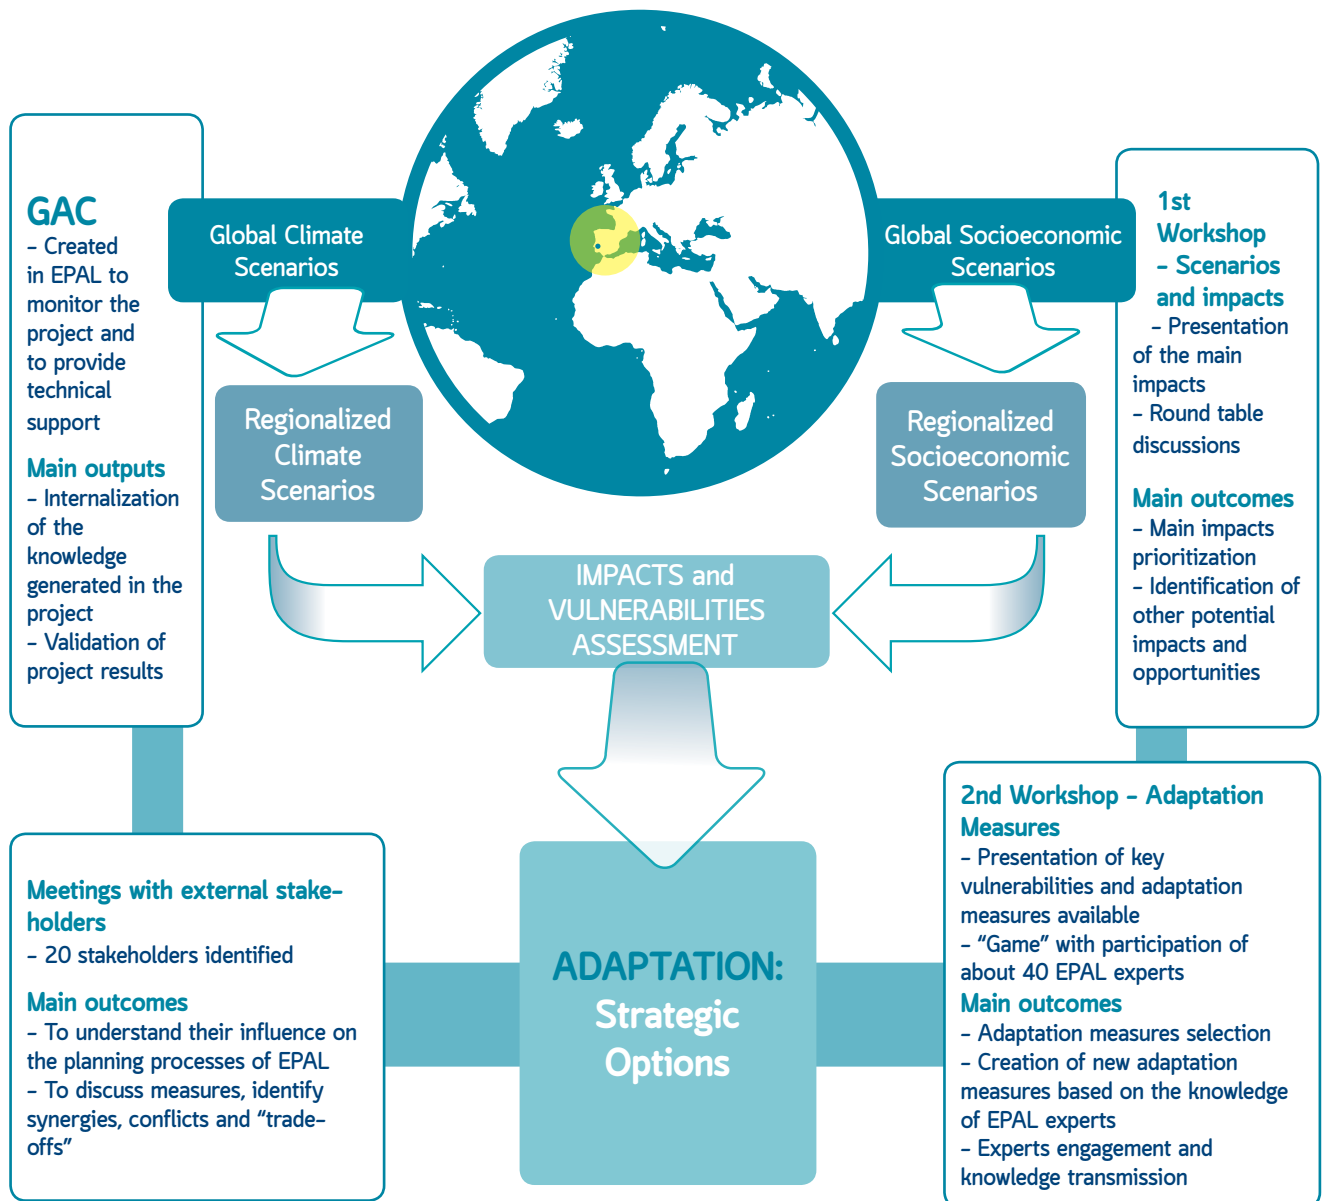 GAC
- Created
in EPAL to
monitor the
project and
to provide
technical
support
Main outputs
- Internalization
of the
knowledge
generated in the
project
- Validation of
project results
Global Climate
Scenarios
Regionalized
Climate
Scenarios
Global Socioeconomic
Scenarios
Regionalized
Socioeconomic
Scenarios
1st
Workshop
- Scenarios
and impacts
- Presentation
of the main
impacts
- Round table
discussions
Main outcomes
- Main impacts
prioritization
- Identification of
other potential
impacts and
opportunities
IMPACTS and
VULNERABILITIES
ASSESSMENT
Meetings with external stake-
holders
- 20 stakeholders identified
Main outcomes
- To understand their influence on
the planning processes of EPAL
- To discuss measures, identify
synergies, conflicts and "trade-
offs"
ADAPTATION:
Strategic
Options
2nd Workshop - Adaptation
Measures
- Presentation of key
vulnerabilities and adaptation
measures available
- "Game" with participation of
about 40 EPAL experts
Main outcomes
- Adaptation measures selection
- Creation of new adaptation
measures based on the knowledge
of EPAL experts
- Experts engagement and
knowledge transmission